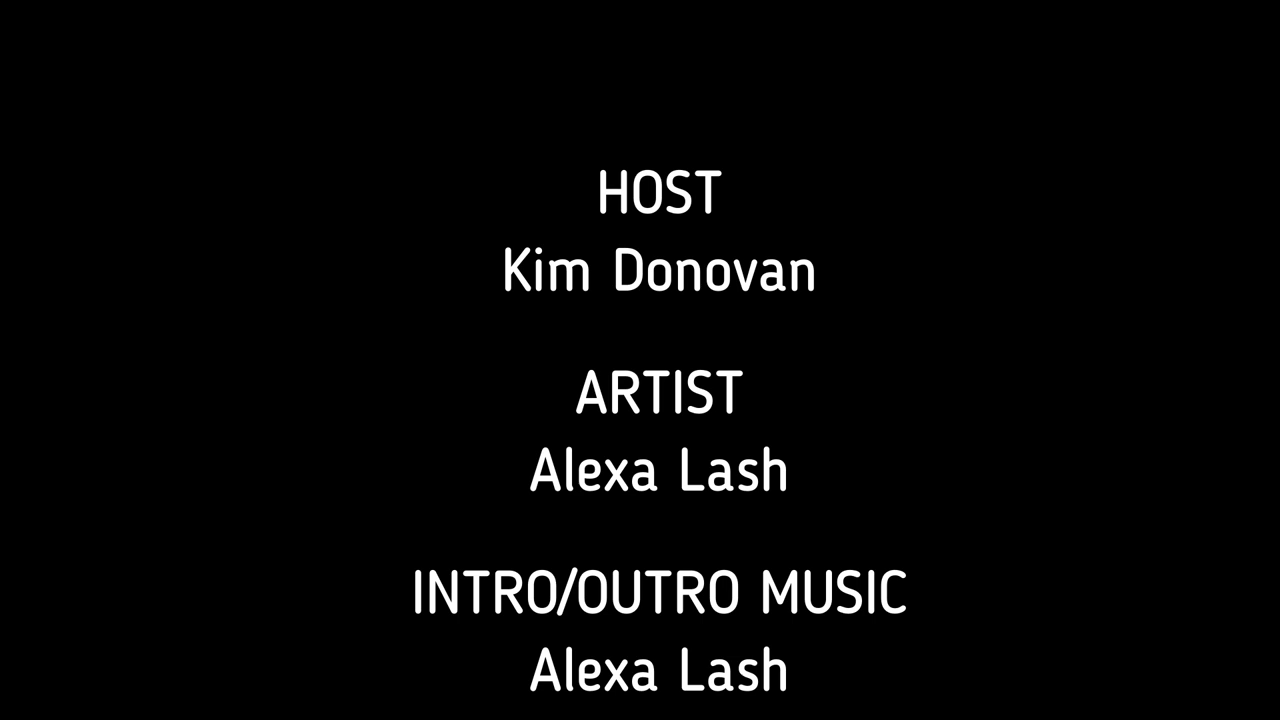 HOST
Kim Donovan
ARTIST
Alexa Lash
INTRO/OUTRO MUSIC
Alexa Lash